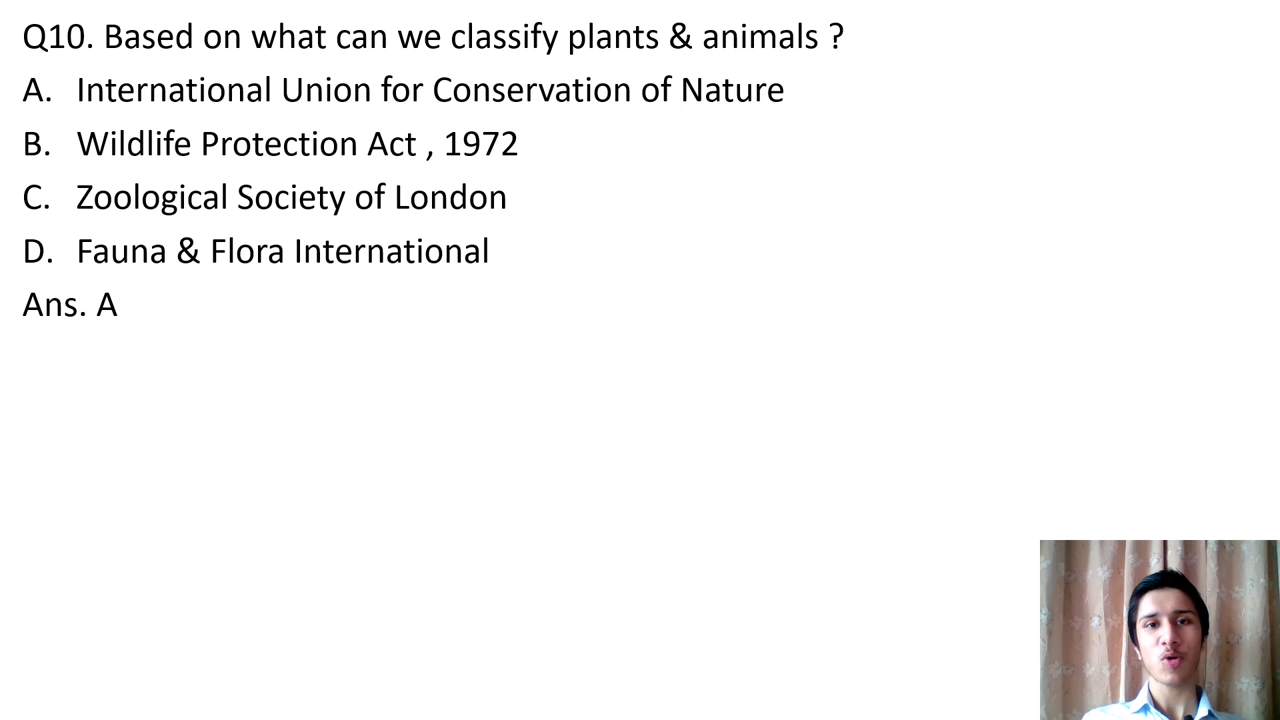 Q10. Based on what can we classify plants & animals ?
A. International Union for Conservation of Nature
B. Wildlife Protection Act , 1972
C. Zoological Society of London
D. Fauna & Flora International
Ans. A